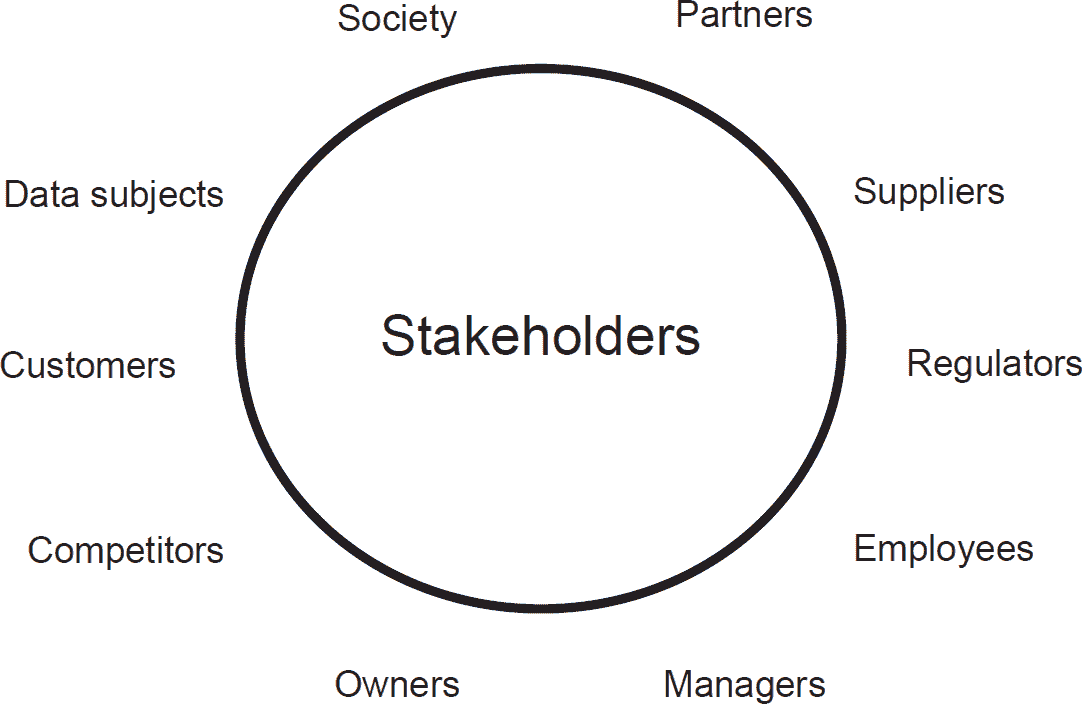 Society
Partners
Data subjects
Suppliers
Stakeholders
Customers
Regulators
Competitors
Employees
Owners
Managers